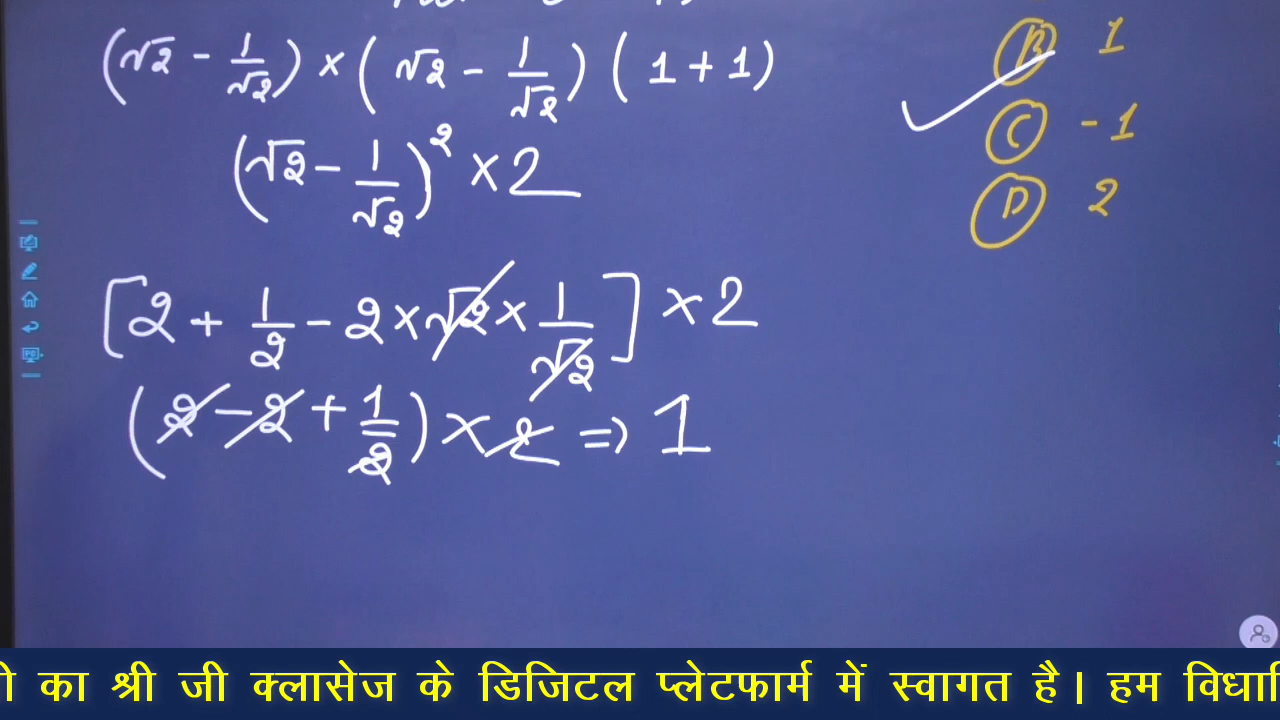 (√2 - 1/√2) × (√2 - 1/√2) (1 + 1)
(√2 - 1/√2)² × 2
[2 + 1/2 - 2 × √2 × 1/√2] × 2
(2 - 2 + 1/2) × 2 ⇒ 1
B 1
C -1
D 2
का श्री जी क्लासेज के डिजिटल प्लेटफार्म में स्वागत है। हम